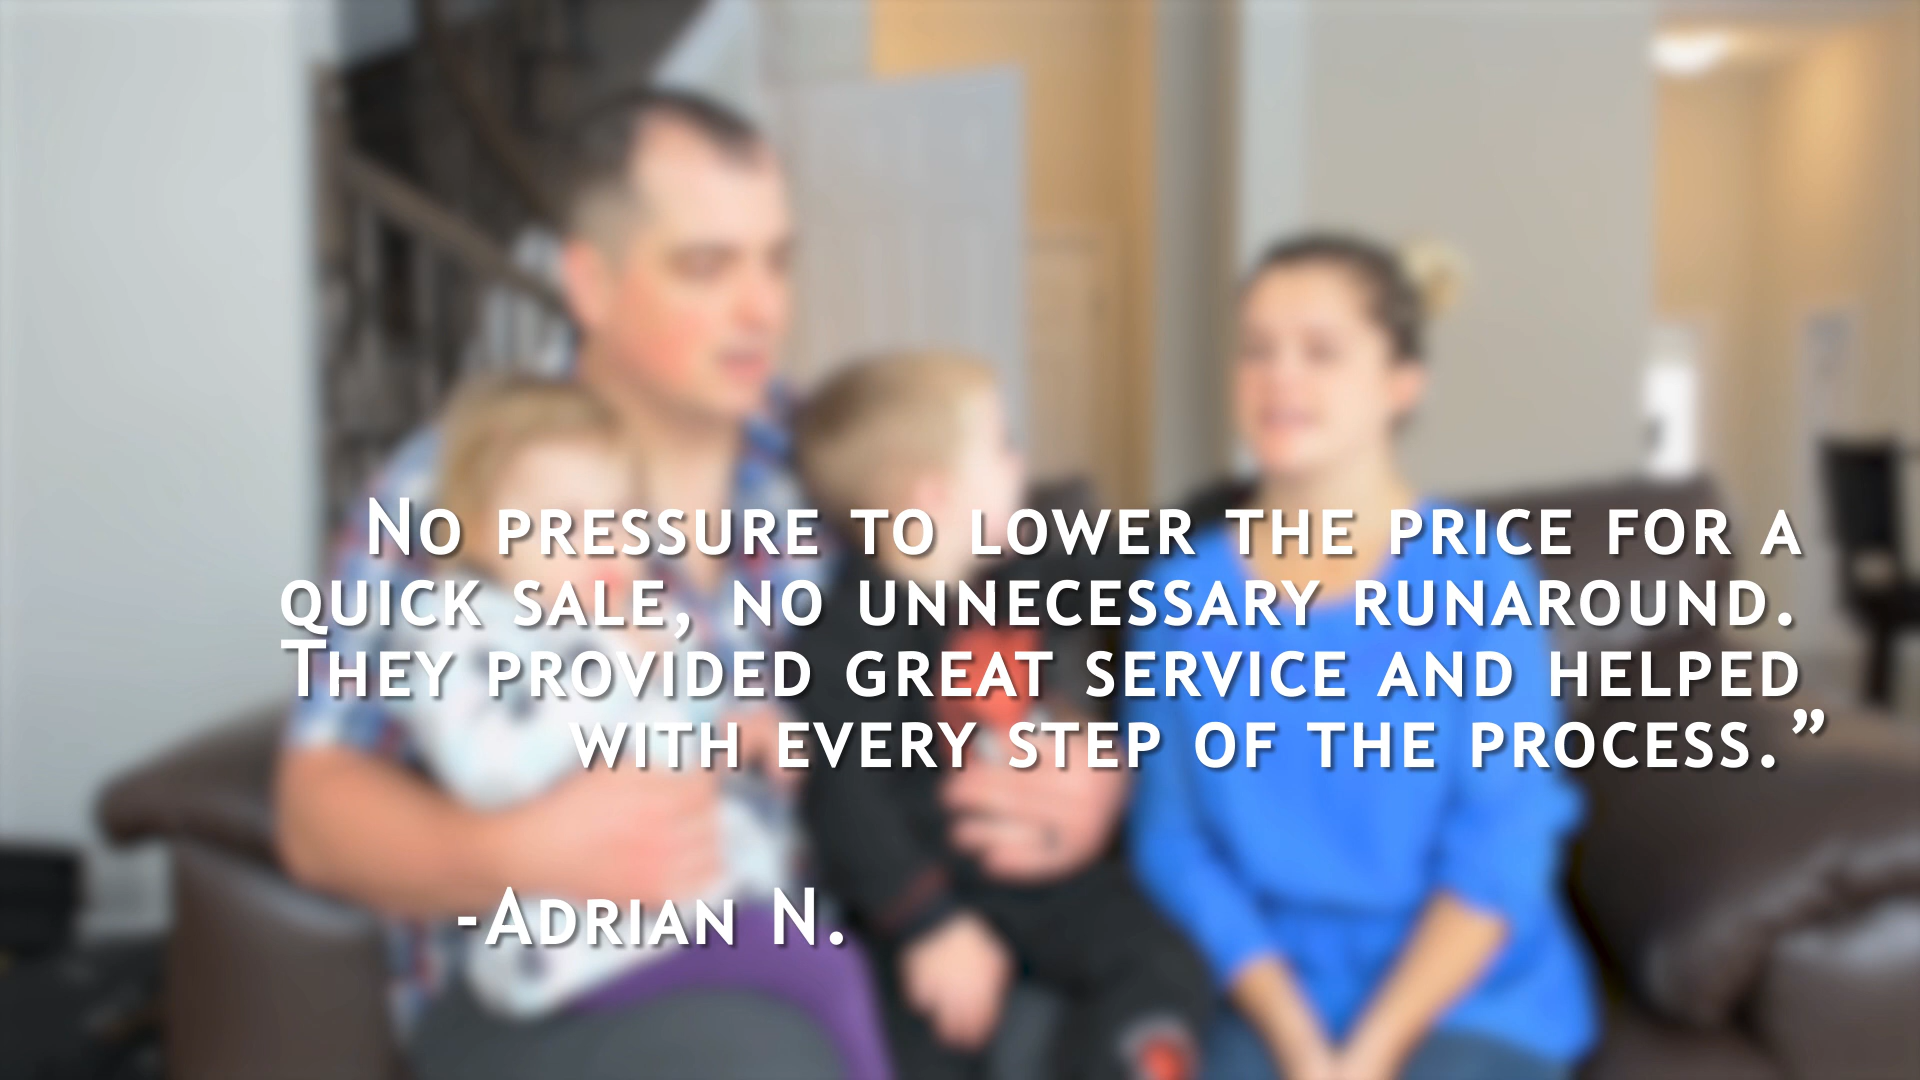 No pressure to lower the price for a
quick sale, no unnecessary runaround.
They provided great service and helped
with every step of the process.”
-Adrian N.